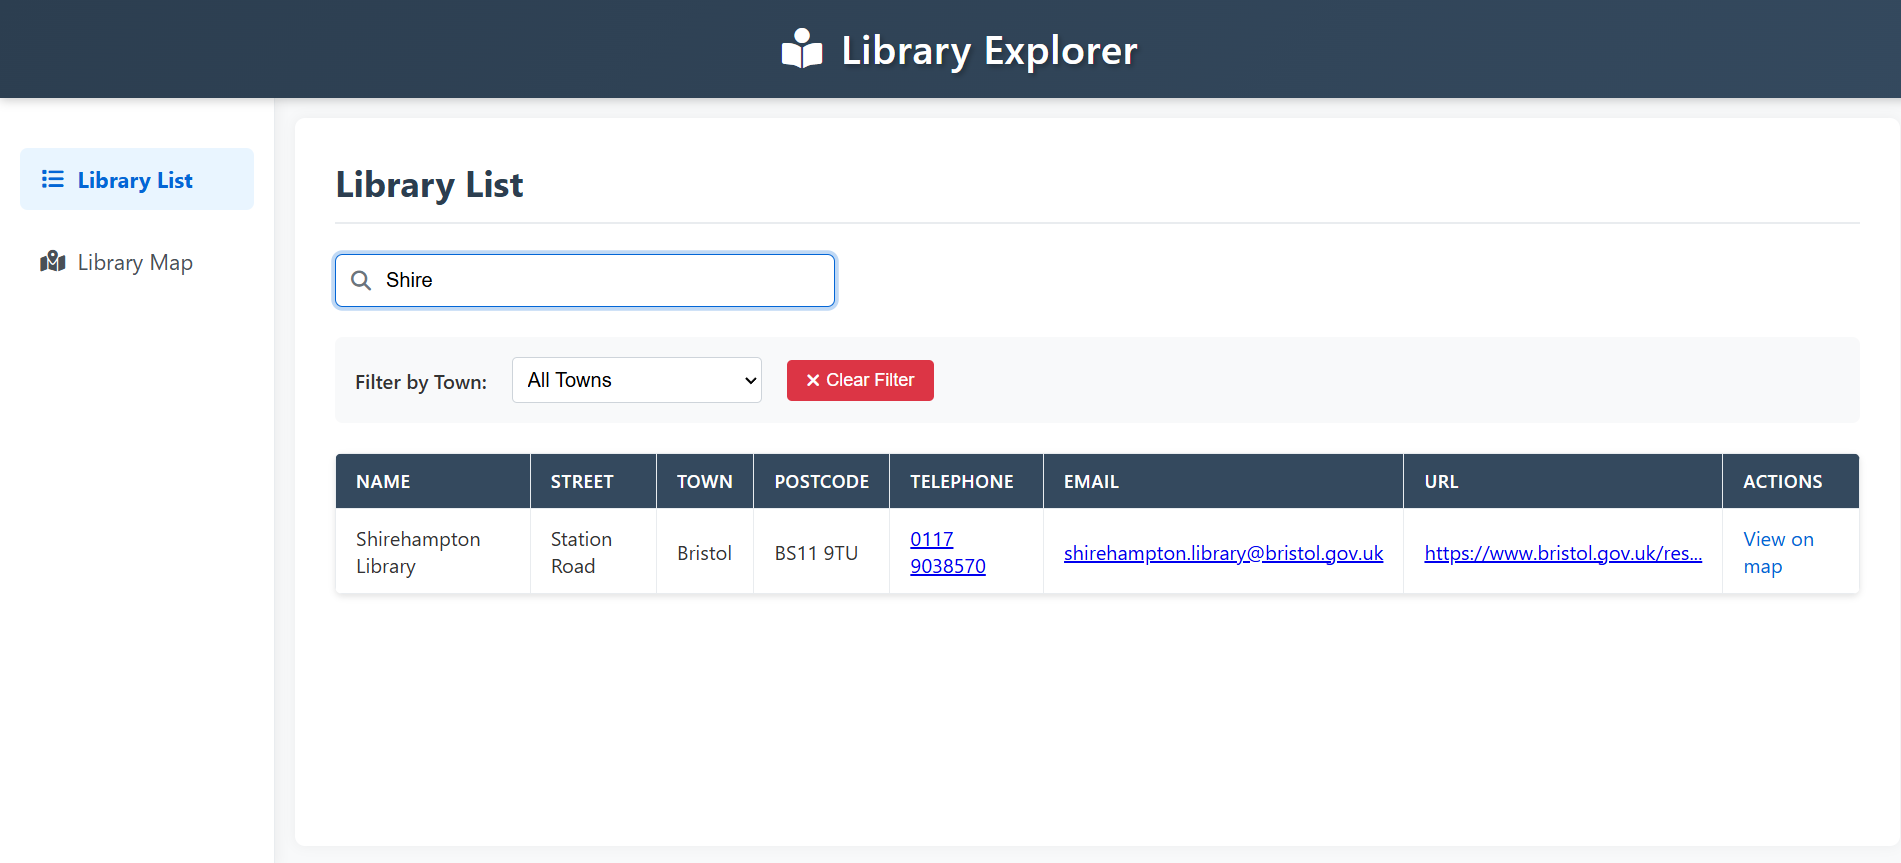 Library Explorer
Library List
Library Map
Library List
Shire
Filter by Town:
All Towns
Clear Filter
NAME STREET TOWN POSTCODE TELEPHONE EMAIL URL ACTIONS
Shirehampton Library Station Road Bristol BS11 9TU 0117 9038570 shirehampton.library@bristol.gov.uk https://www.bristol.gov.uk/res... View on map